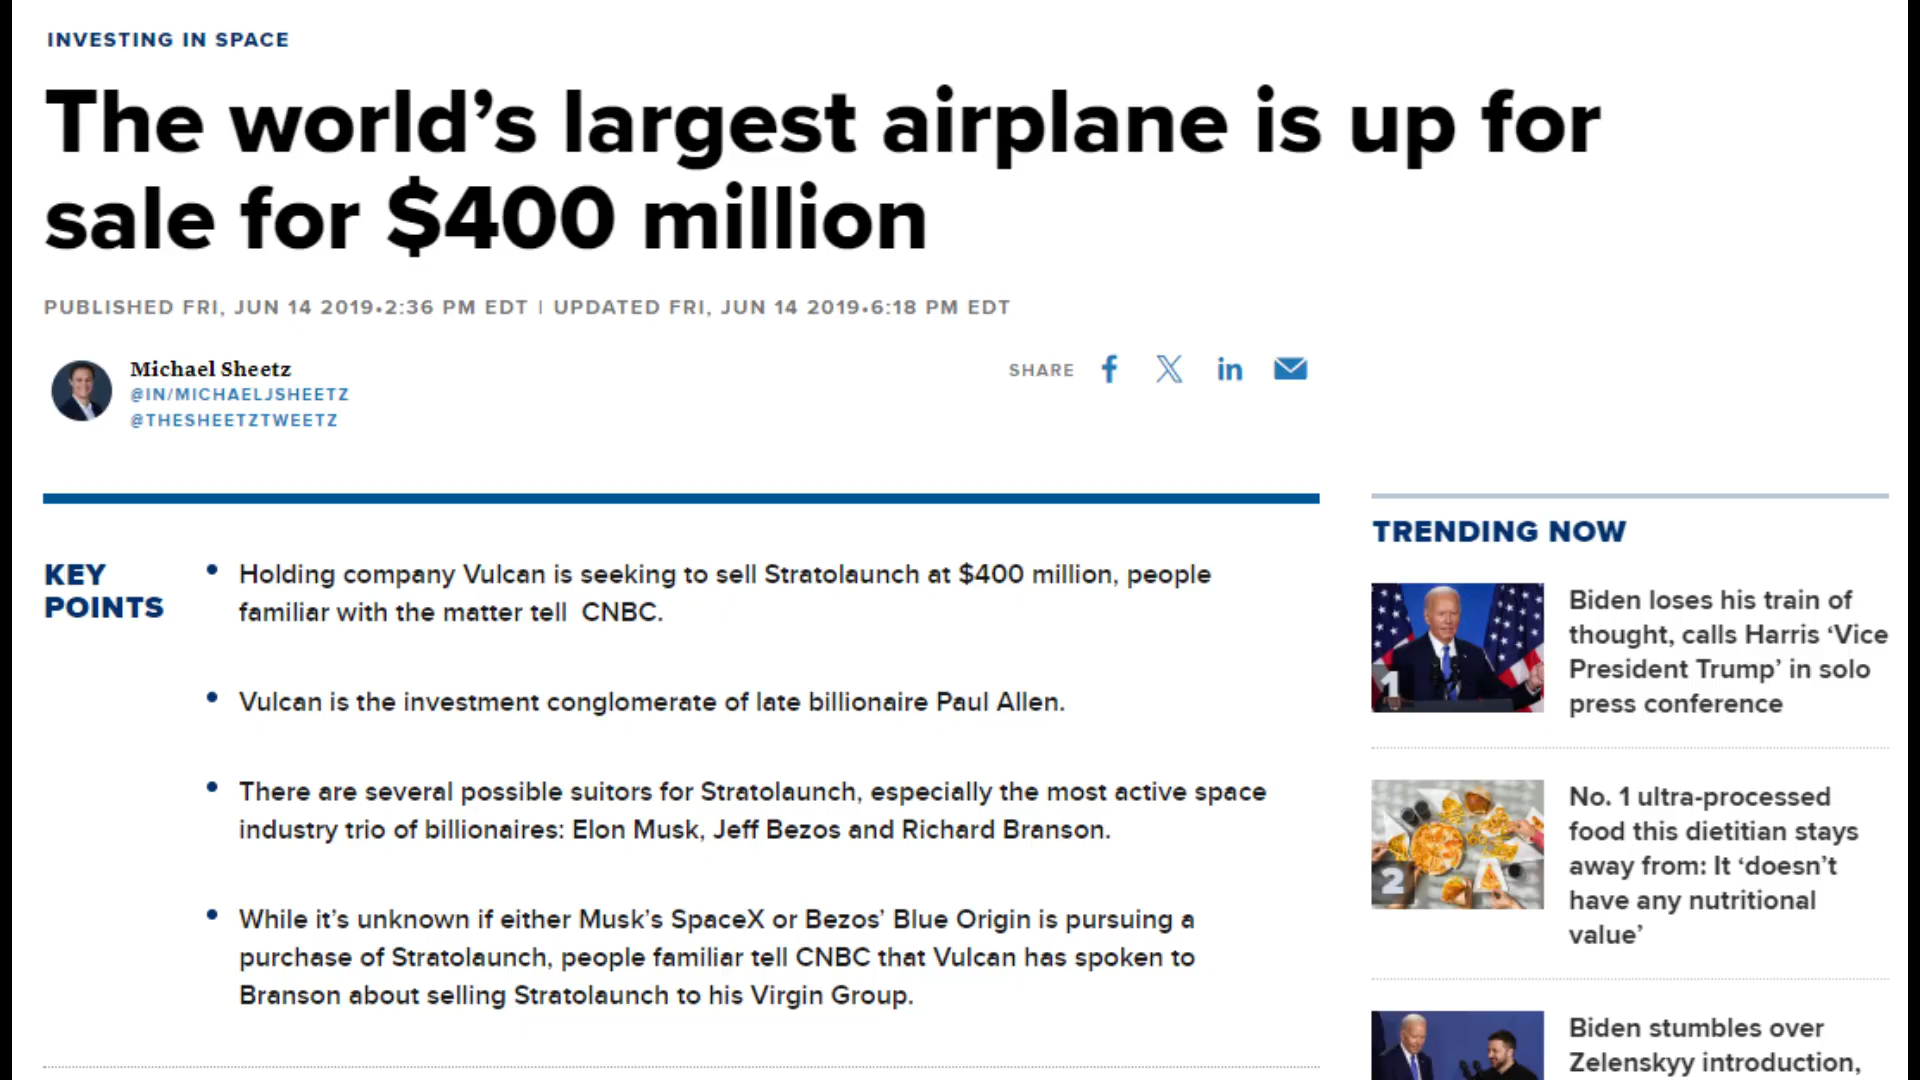 INVESTING IN SPACE
The world’s largest airplane is up for
sale for $400 million
PUBLISHED FRI, JUN 14 2019•2:36 PM EDT | UPDATED FRI, JUN 14 2019•6:18 PM EDT
Michael Sheetz
@IN/MICHAELJSHEETZ
@THESHEETZTWEETZ
SHARE
KEY
POINTS
Holding company Vulcan is seeking to sell Stratolaunch at $400 million, people
familiar with the matter tell CNBC.
Vulcan is the investment conglomerate of late billionaire Paul Allen.
There are several possible suitors for Stratolaunch, especially the most active space
industry trio of billionaires: Elon Musk, Jeff Bezos and Richard Branson.
While it’s unknown if either Musk’s SpaceX or Bezos’ Blue Origin is pursuing a
purchase of Stratolaunch, people familiar tell CNBC that Vulcan has spoken to
Branson about selling Stratolaunch to his Virgin Group.
TRENDING NOW
1
Biden loses his train of
thought, calls Harris ‘Vice
President Trump’ in solo
press conference
2
No. 1 ultra-processed
food this dietitian stays
away from: It ‘doesn’t
have any nutritional
value’
Biden stumbles over
Zelenskyy introduction,